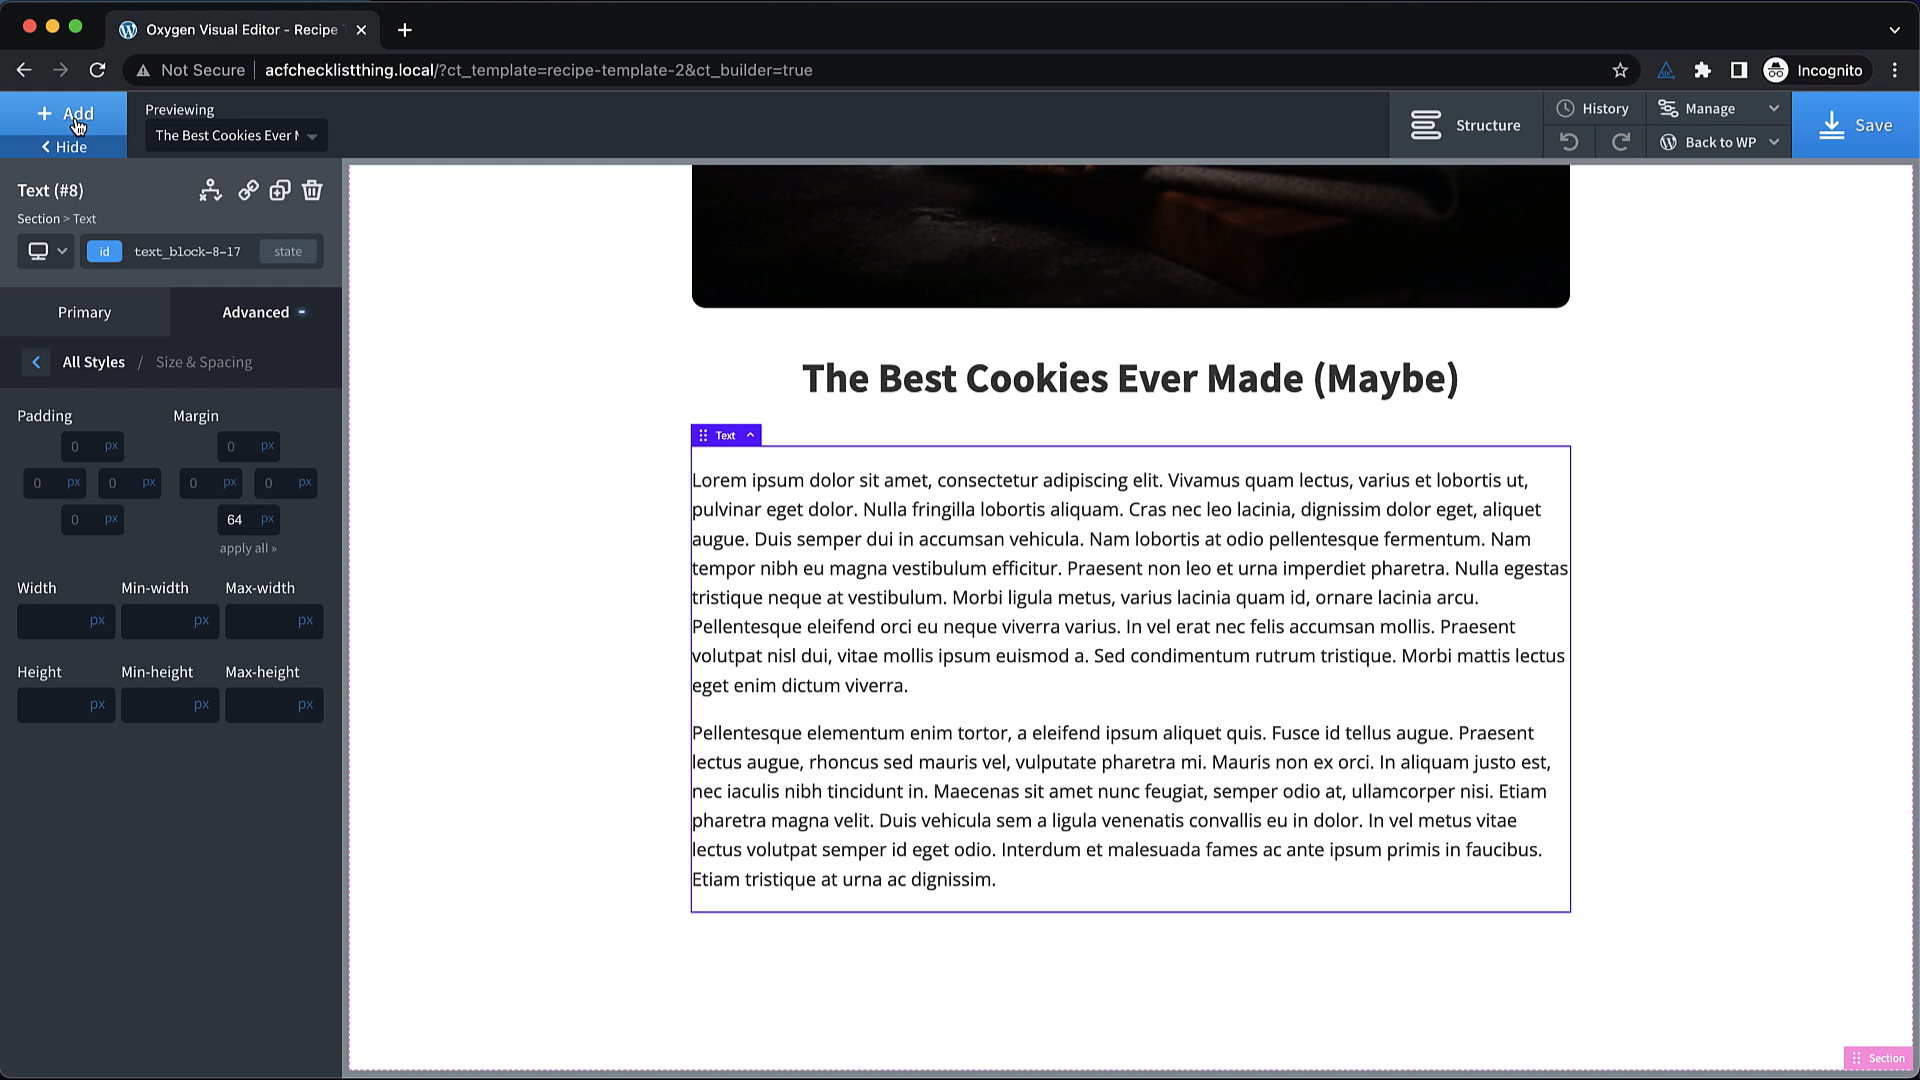 Oxygen Visual Editor - Recipe
Not Secure
acfchecklistthing.local/?ct_template=recipe-template-2&ct_builder=true
Incognito
+ Add
Hide
Previewing
The Best Cookies Ever
Structure
History
Manage
Back to WP
Save
Text (#8)
Section > Text
id text_block-8-17 state
Primary
Advanced
All Styles / Size & Spacing
Padding Margin
0 px 0 px
0 px 0 px 0 px 0 px
0 px 64 px
apply all »
Width Min-width Max-width
px px px
Height Min-height Max-height
px px px
The Best Cookies Ever Made (Maybe)
Text
Lorem ipsum dolor sit amet, consectetur adipiscing elit. Vivamus quam lectus, varius et lobortis ut,
pulvinar eget dolor. Nulla fringilla lobortis aliquam. Cras nec leo lacinia, dignissim dolor eget, aliquet
augue. Duis semper dui in accumsan vehicula. Nam lobortis at odio pellentesque fermentum. Nam
tempor nibh eu magna vestibulum efficitur. Praesent non leo et urna imperdiet pharetra. Nulla egestas
tristique neque at vestibulum. Morbi ligula metus, varius lacinia quam id, ornare lacinia arcu.
Pellentesque eleifend orci eu neque viverra varius. In vel erat nec felis accumsan mollis. Praesent
volutpat nisl dui, vitae mollis ipsum euismod a. Sed condimentum rutrum tristique. Morbi mattis lectus
eget enim dictum viverra.
Pellentesque elementum enim tortor, a eleifend ipsum aliquet quis. Fusce id tellus augue. Praesent
lectus augue, rhoncus sed mauris vel, vulputate pharetra mi. Mauris non ex orci. In aliquam justo est,
nec iaculis nibh tincidunt in. Maecenas sit amet nunc feugiat, semper odio at, ullamcorper nisi. Etiam
pharetra magna velit. Duis vehicula sem a ligula venenatis convallis eu in dolor. In vel metus vitae
lectus volutpat semper id eget odio. Interdum et malesuada fames ac ante ipsum primis in faucibus.
Etiam tristique at urna ac dignissim.
Section